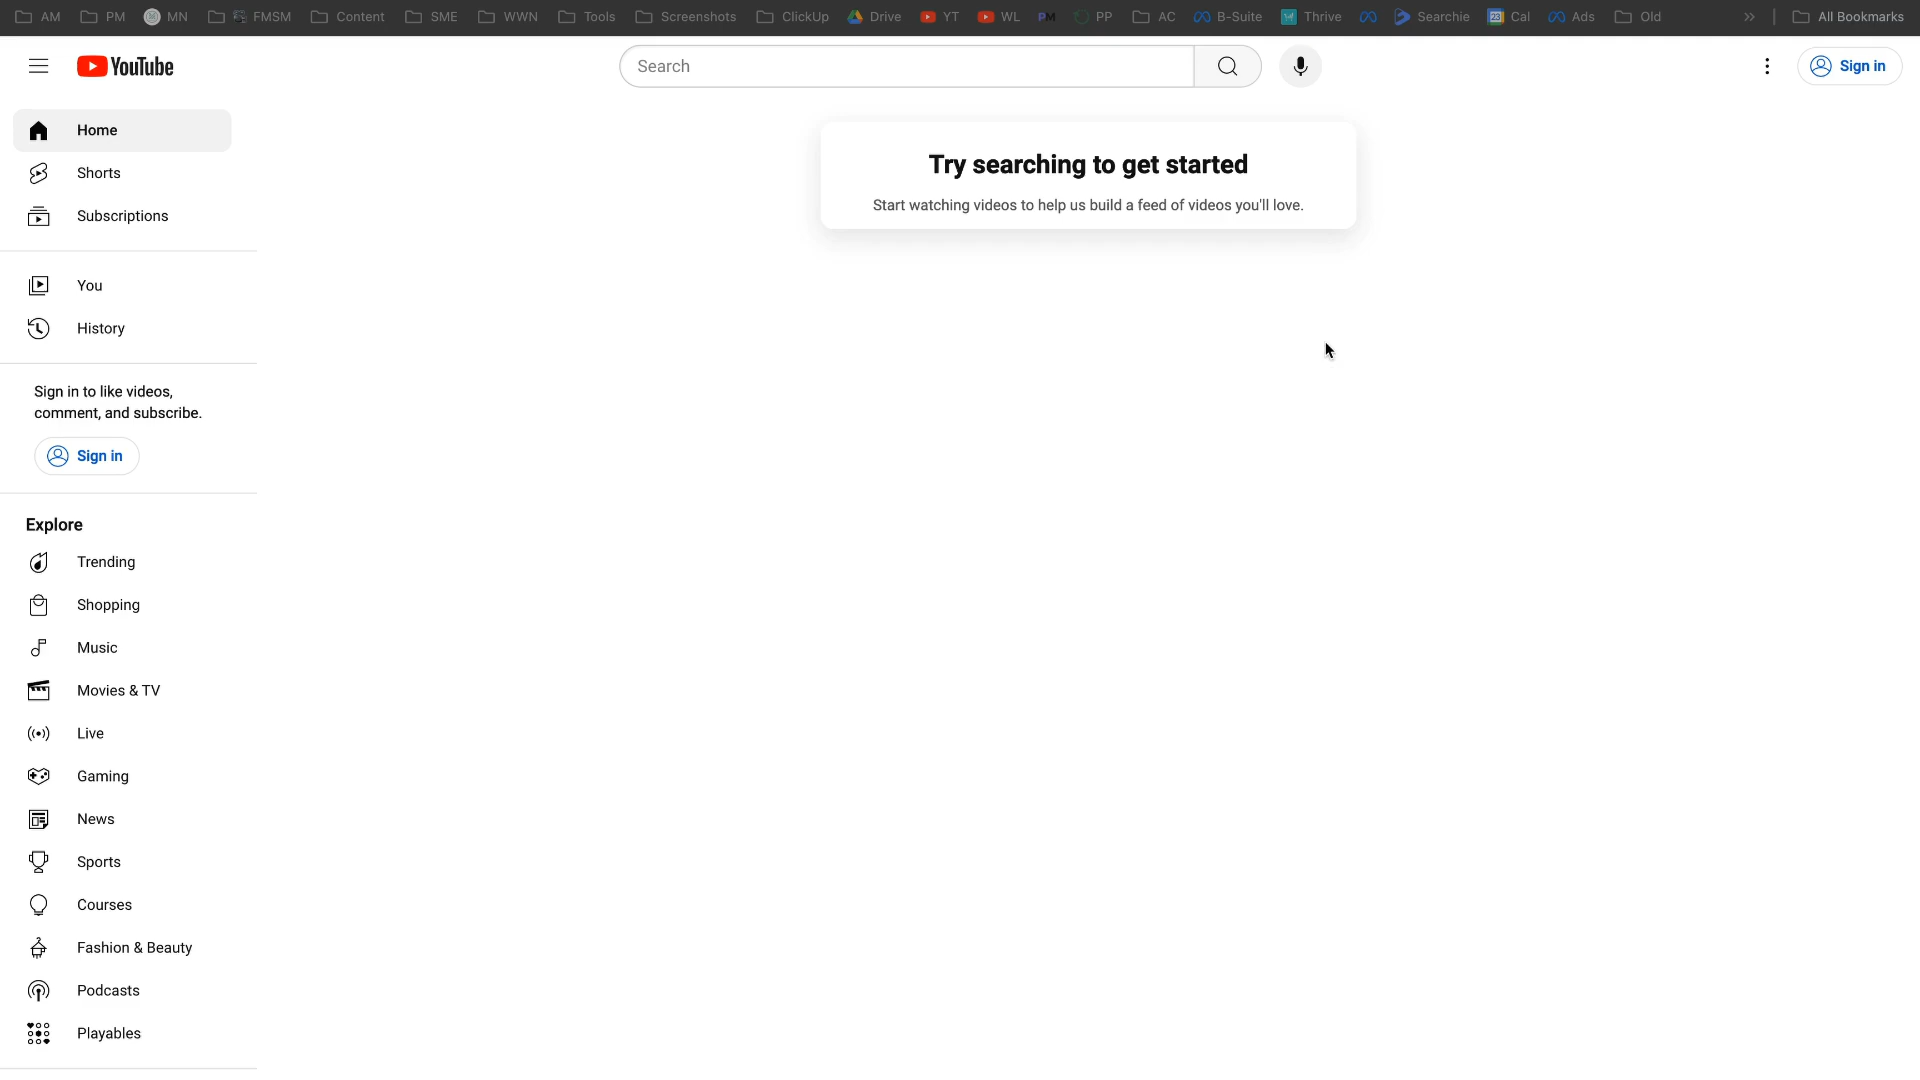 AM PM MN FMSM Content SME WWN Tools Screenshots ClickUp Drive YT WL PM PP AC B-Suite Thrive Searchie Cal Ads Old » All Bookmarks
YouTube Search Sign in
Home
Shorts
Subscriptions
You
History
Sign in to like videos,
comment, and subscribe.
Sign in
Explore
Trending
Shopping
Music
Movies & TV
Live
Gaming
News
Sports
Courses
Fashion & Beauty
Podcasts
Playables
Try searching to get started
Start watching videos to help us build a feed of videos you'll love.